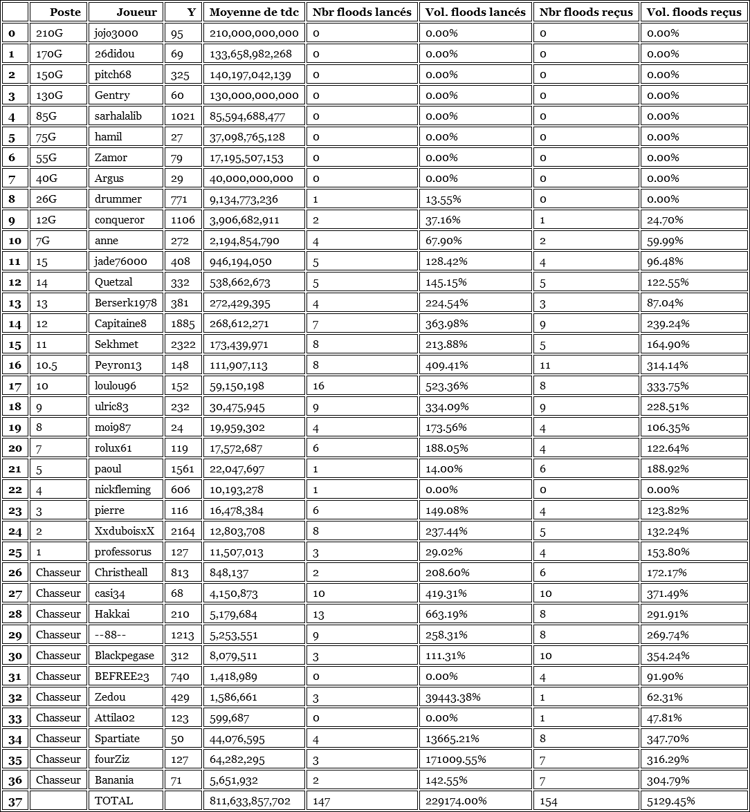 Poste Joueur Y Moyenne de tdc Nbr floods lancés Vol. floods lancés Nbr floods reçus Vol. floods reçus
0 210G jojo3000 95 210,000,000,000 0 0.00% 0 0.00%
1 170G 26didou 69 133,658,982,268 0 0.00% 0 0.00%
2 150G pitch68 325 140,197,042,139 0 0.00% 0 0.00%
3 130G Gentry 60 130,000,000,000 0 0.00% 0 0.00%
4 85G sarhalalib 1021 85,594,688,477 0 0.00% 0 0.00%
5 75G hamil 27 37,098,765,128 0 0.00% 0 0.00%
6 55G Zamor 79 17,195,507,153 0 0.00% 0 0.00%
7 40G Argus 29 40,000,000,000 0 0.00% 0 0.00%
8 26G drummer 771 9,134,773,236 1 13.55% 0 0.00%
9 12G conqueror 1106 3,906,682,911 2 37.16% 1 24.70%
10 7G anne 272 2,194,854,790 4 67.90% 2 59.99%
11 15 jade76000 408 946,194,050 5 128.42% 4 96.48%
12 14 Quetzal 332 538,662,673 5 145.15% 5 122.55%
13 13 Berserk1978 381 272,429,395 4 224.54% 3 87.04%
14 12 Capitaine8 1885 268,612,271 7 363.98% 9 239.24%
15 11 Sekhmet 2322 173,439,971 8 213.88% 5 164.90%
16 10.5 Peyron13 148 111,907,113 8 409.41% 11 314.14%
17 10 loulou96 152 59,150,198 16 523.36% 8 333.75%
18 9 ulric83 232 30,475,945 9 334.09% 9 228.51%
19 8 moi987 24 19,959,302 4 173.56% 4 106.35%
20 7 rolux61 119 17,572,687 6 188.05% 4 122.64%
21 5 paoul 1561 22,047,697 1 14.00% 6 188.92%
22 4 nickfleming 606 10,193,278 1 0.00% 0 0.00%
23 3 pierre 116 16,478,384 6 149.08% 3 123.82%
24 2 XxduboisxX 2164 12,803,708 8 237.44% 5 132.24%
25 1 professorus 127 11,507,013 3 29.02% 4 153.80%
26 Chasseur Christheall 813 848,137 2 208.60% 6 172.17%
27 Chasseur casi34 68 4,150,873 10 419.31% 10 371.49%
28 Chasseur Hakkai 210 5,179,684 13 663.19% 8 291.91%
29 Chasseur --88-- 1213 5,253,551 9 258.31% 8 269.74%
30 Chasseur Blackpegase 312 8,079,511 3 111.31% 10 354.24%
31 Chasseur BEFREE23 740 1,418,989 0 0.00% 4 91.90%
32 Chasseur Zedou 429 1,586,661 3 39443.38% 1 62.31%
33 Chasseur Attila02 123 599,687 0 0.00% 1 47.81%
34 Chasseur Spartiate 50 44,076,595 4 13665.21% 8 347.70%
35 Chasseur fourZiz 127 64,282,295 3 171009.55% 7 316.29%
36 Chasseur Banania 71 5,651,932 2 142.55% 7 304.79%
37 TOTAL 811,633,857,702 147 229174.00% 154 5129.45%